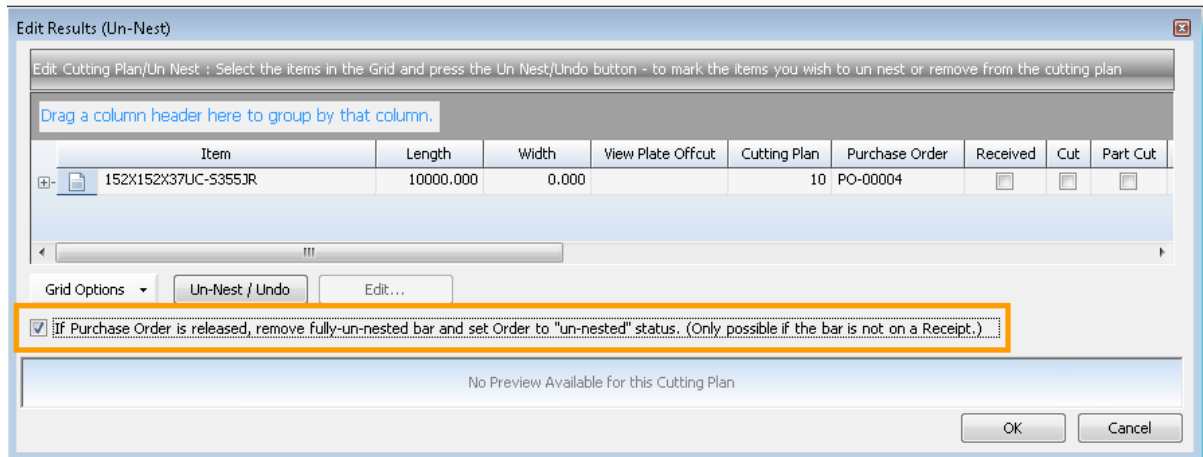 Edit Results (Un-Nest)
Edit Cutting Plan/Un Nest : Select the items in the Grid and press the Un Nest/Undo button - to mark the items you wish to un nest or remove from the cutting plan
Drag a column header here to group by that column.
Item Length Width View Plate Offcut Cutting Plan Purchase Order Received Cut Part Cut
152X152X37UC-S355JR 10000.000 0.000 10 PO-00004
Grid Options Un-Nest / Undo Edit...
If Purchase Order is released, remove fully-un-nested bar and set Order to "un-nested" status. (Only possible if the bar is not on a Receipt.)
No Preview Available for this Cutting Plan
OK Cancel